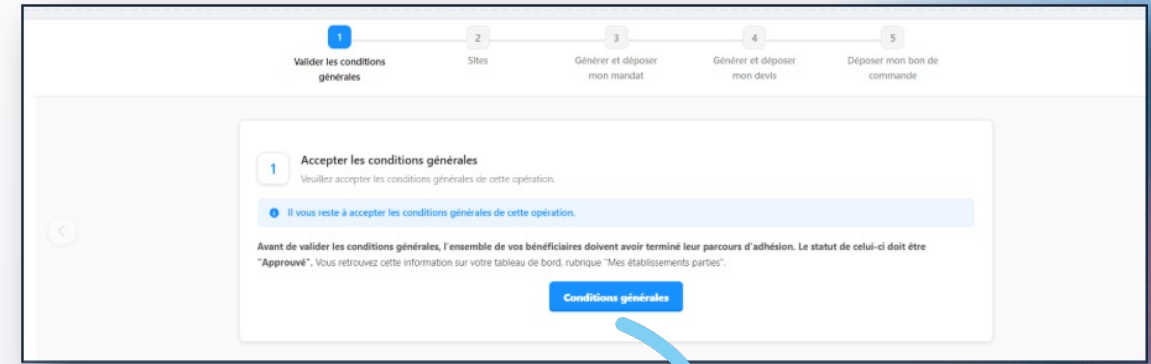 1
2
3
4
5
Valider les conditions
générales
Sites
Générer et déposer
mon mandat
Générer et déposer
mon devis
Déposer mon bon de
commande
1
Accepter les conditions générales
Veuillez accepter les conditions générales de cette opération.
Il vous reste à accepter les conditions générales de cette opération.
Avant de valider les conditions générales, l'ensemble de vos bénéficiaires doivent avoir terminé leur parcours d'adhésion. Le statut de celui-ci doit être
"Approuvé". Vous retrouvez cette information sur votre tableau de bord, rubrique "Mes établissements parties".
Conditions générales